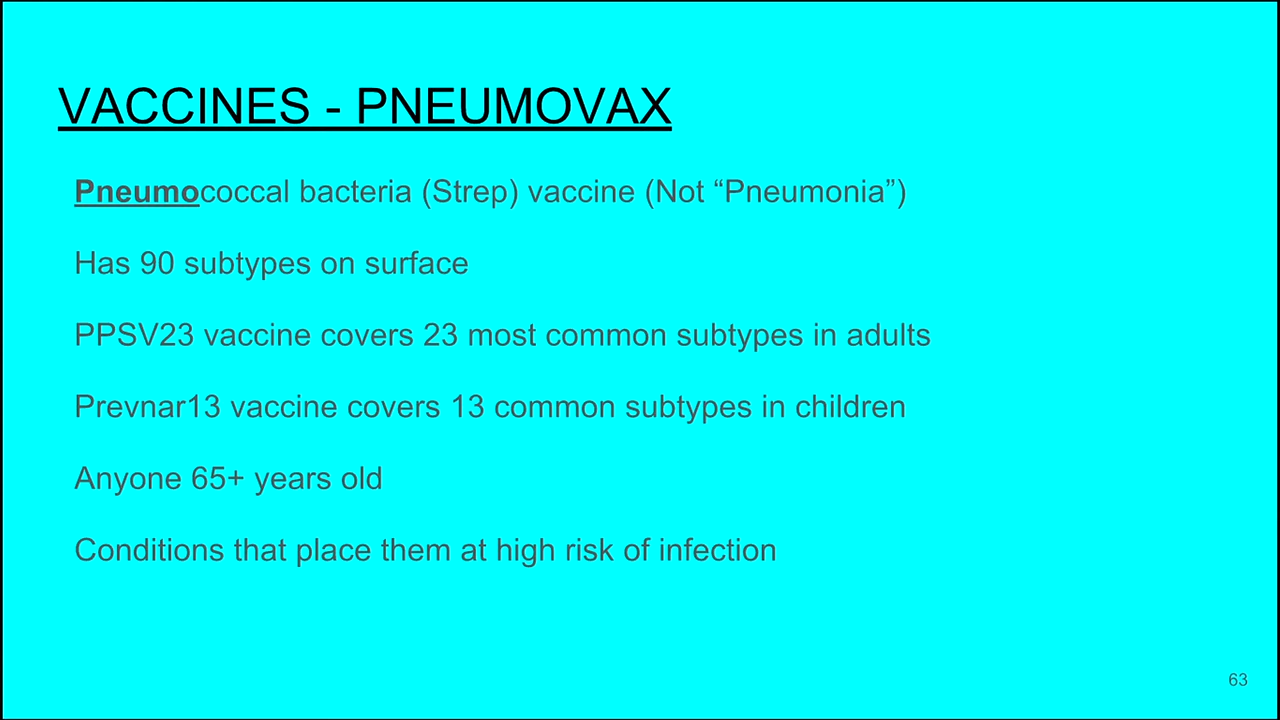 VACCINES - PNEUMOVAX
Pneumococcal bacteria (Strep) vaccine (Not “Pneumonia”)
Has 90 subtypes on surface
PPSV23 vaccine covers 23 most common subtypes in adults
Prevnar13 vaccine covers 13 common subtypes in children
Anyone 65+ years old
Conditions that place them at high risk of infection
63